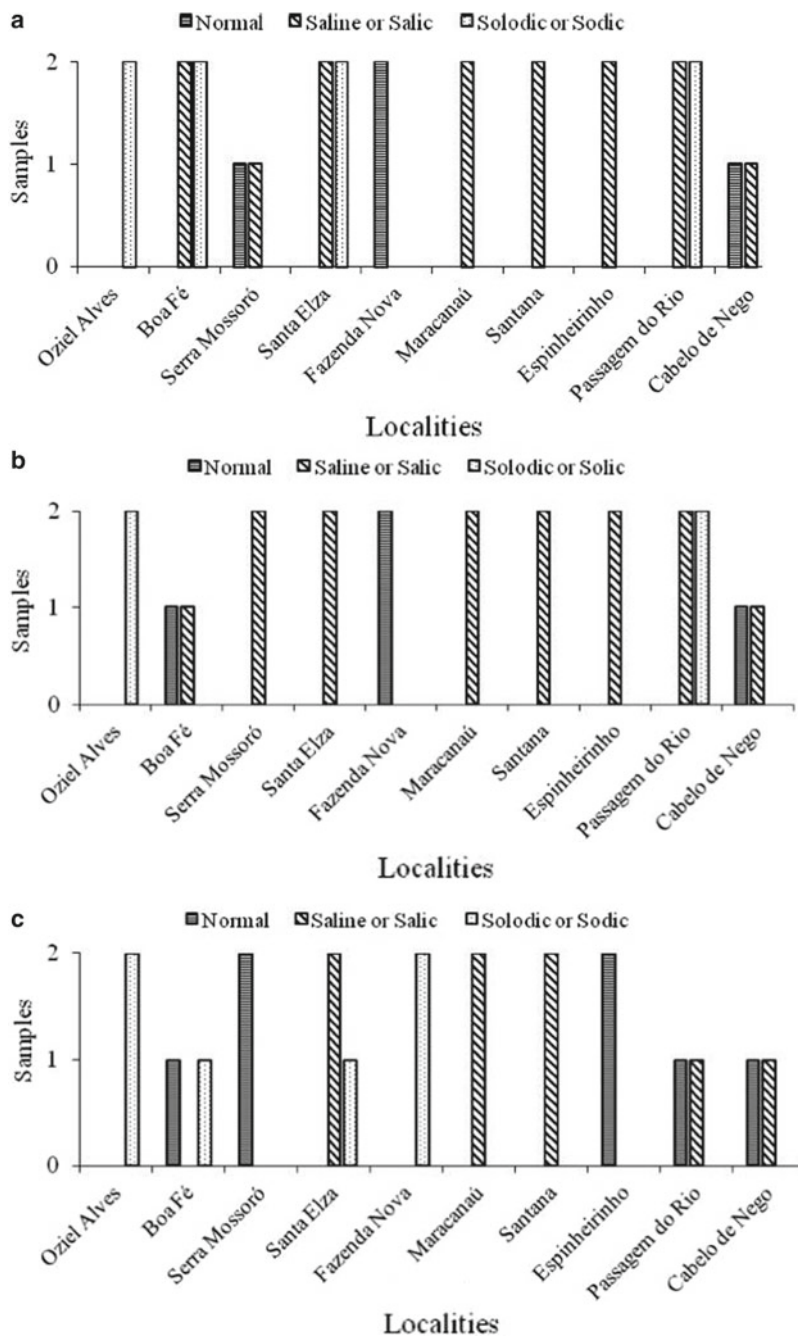 a
Normal Saline or Salic Solodic or Sodic
2
1
0
Samples
Oziel Alves
Boa Fé
Serra Mossoró
Santa Elza
Fazenda Nova
Maracanaú
Santana
Espinheirinho
Passagem do Rio
Cabelo de Nego
Localities
b
Normal Saline or Salic Solodic or Solic
2
1
0
Samples
Oziel Alves
Boa Fé
Serra Mossoró
Santa Elza
Fazenda Nova
Maracanaú
Santana
Espinheirinho
Passagem do Rio
Cabelo de Nego
Localities
c
Normal Saline or Salic Solodic or Sodic
2
1
0
Samples
Oziel Alves
Boa Fé
Serra Mossoró
Santa Elza
Fazenda Nova
Maracanaú
Santana
Espinheirinho
Passagem do Rio
Cabelo de Nego
Localities